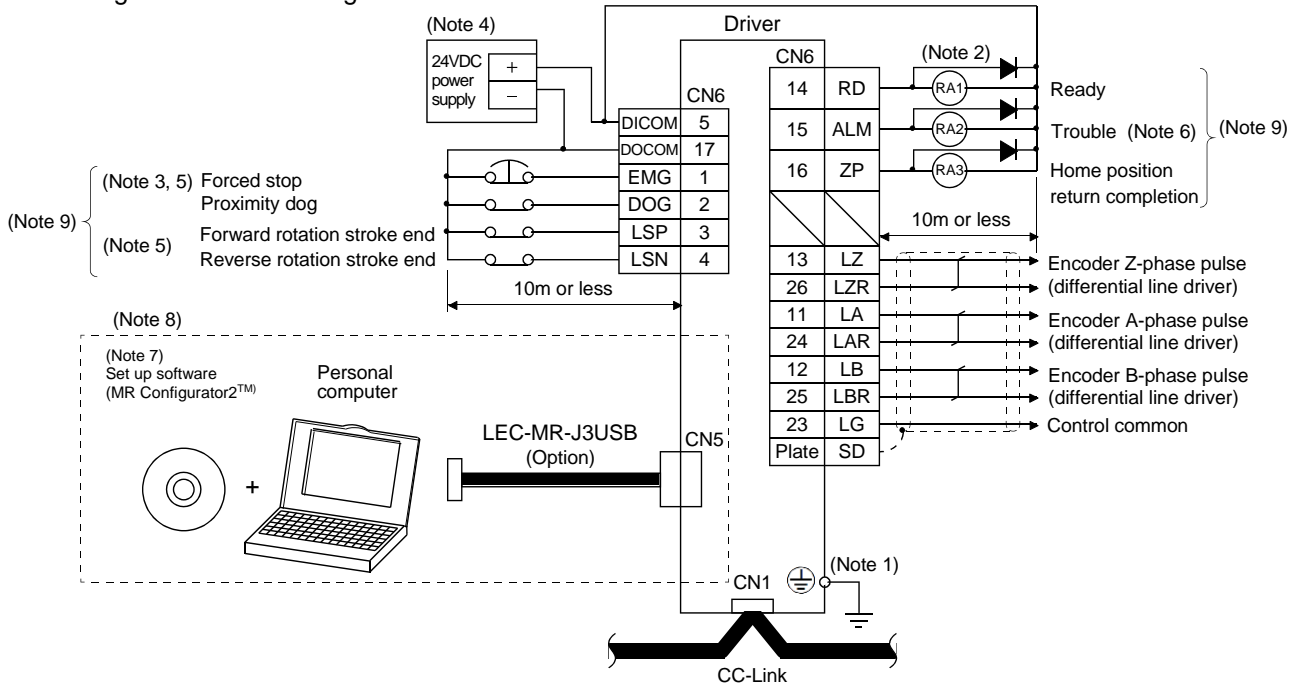 (Note 4)
24VDC
power
supply
+
−
Driver
CN6
DICOM 5
DOCOM 17
EMG 1
DOG 2
LSP 3
LSN 4
(Note 9)
(Note 3, 5) Forced stop
Proximity dog
(Note 5) Forward rotation stroke end
Reverse rotation stroke end
10m or less
CN6
14 RD
15 ALM
16 ZP
13 LZ
26 LZR
11 LA
24 LAR
12 LB
25 LBR
23 LG
Plate SD
(Note 2)
RA1
RA2
RA3
Ready
Trouble (Note 6)
Home position
return completion
(Note 9)
10m or less
Encoder Z-phase pulse
(differential line driver)
Encoder A-phase pulse
(differential line driver)
Encoder B-phase pulse
(differential line driver)
Control common
(Note 8)
(Note 7)
Set up software
(MR Configurator2TM)
+
Personal
computer
LEC-MR-J3USB
(Option)
CN5
(Note 1)
CN1
CC-Link